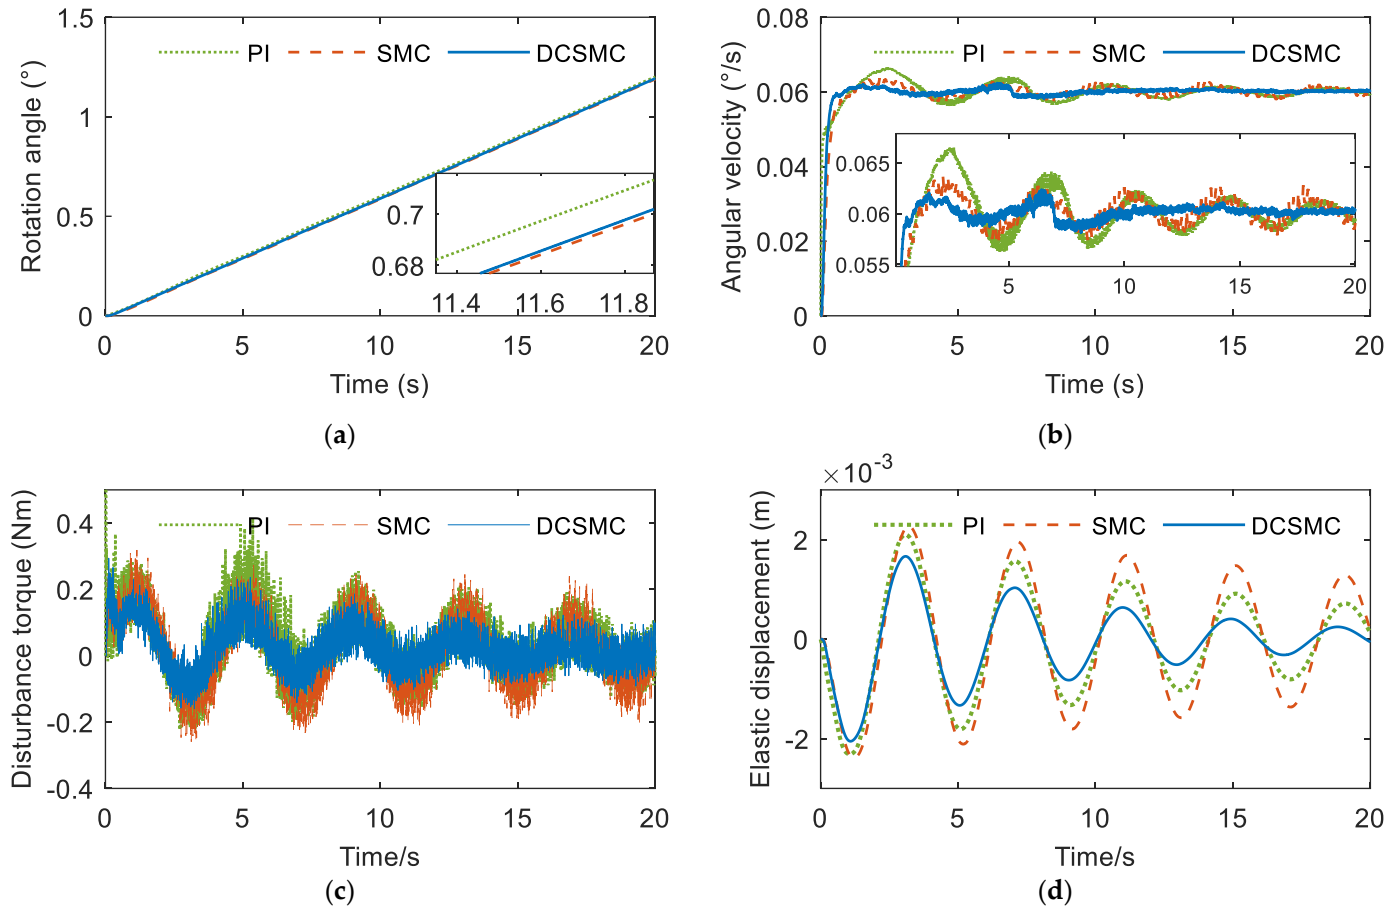 PI SMC DCSMC
Rotation angle (°)
1.5
1
0.5
0
0.7
0.68
11.4 11.6 11.8
0 5 10 15 20
Time (s)
(a)
PI SMC DCSMC
Angular velocity (°/s)
0.08
0.06
0.04
0.02
0
0.065
0.06
0.055
5 10 15 20
0 5 10 15 20
Time (s)
(b)
PI SMC DCSMC
Disturbance torque (Nm)
0.4
0.2
0
-0.2
-0.4
0 5 10 15 20
Time/s
(c)
×10⁻³
PI SMC DCSMC
Elastic displacement (m)
2
0
-2
0 5 10 15 20
Time/s
(d)